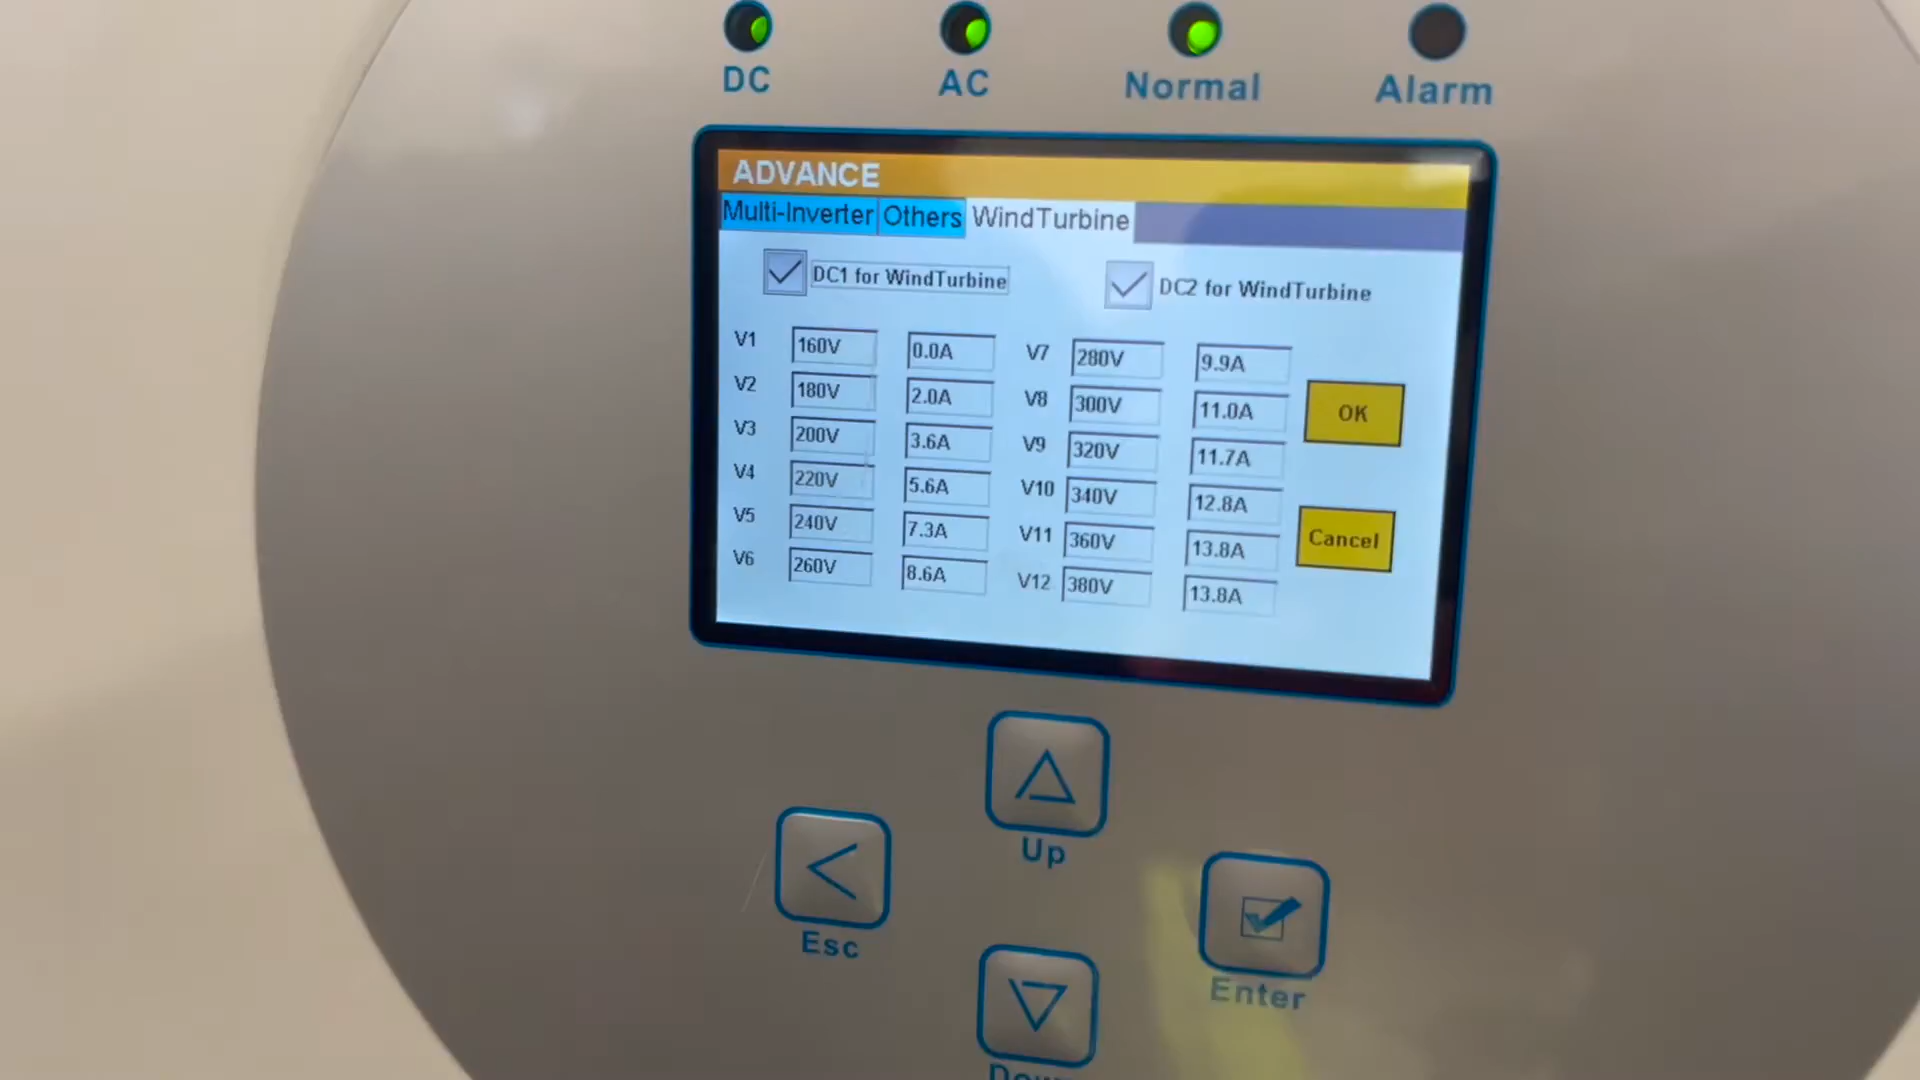 DC AC Normal Alarm
ADVANCE
Multi-Inverter Others WindTurbine
DC1 for WindTurbine DC2 for WindTurbine
V1 160V 0.0A V7 280V 9.9A
V2 180V 2.0A V8 300V 11.0A
OK
V3 200V 3.6A V9 320V 11.7A
V4 220V 5.6A V10 340V 12.8A
V5 240V 7.3A V11 360V 13.8A
Cancel
V6 260V 8.6A V12 380V 13.8A
Up
Esc
Enter